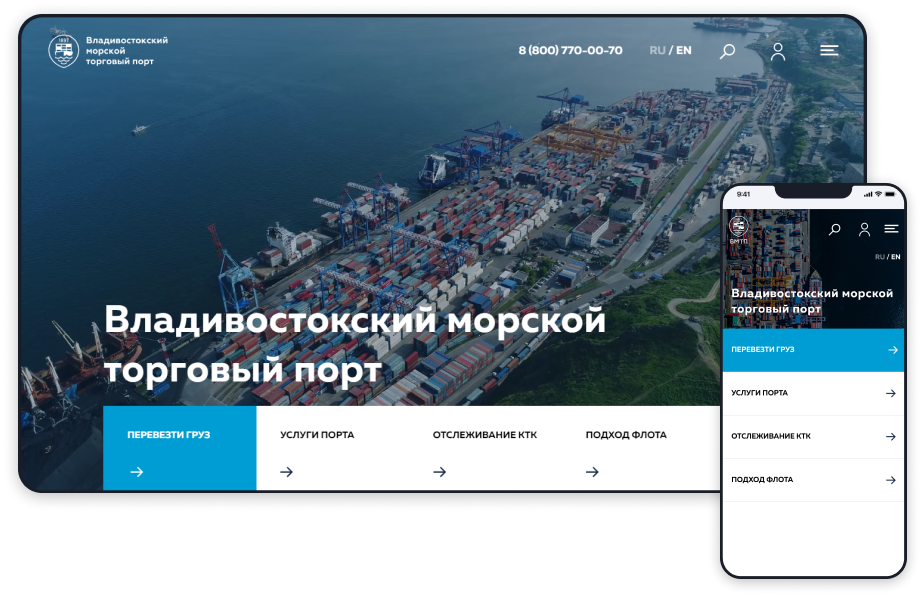 1897
Владивостокский
морской
торговый порт
8 (800) 770-00-70
RU / EN
Владивостокский морской
торговый порт
ПЕРЕВЕЗТИ ГРУЗ
УСЛУГИ ПОРТА
ОТСЛЕЖИВАНИЕ КТК
ПОДХОД ФЛОТА
9:41
ВМТП
RU / EN
Владивостокский морской
торговый порт
ПЕРЕВЕЗТИ ГРУЗ
УСЛУГИ ПОРТА
ОТСЛЕЖИВАНИЕ КТК
ПОДХОД ФЛОТА